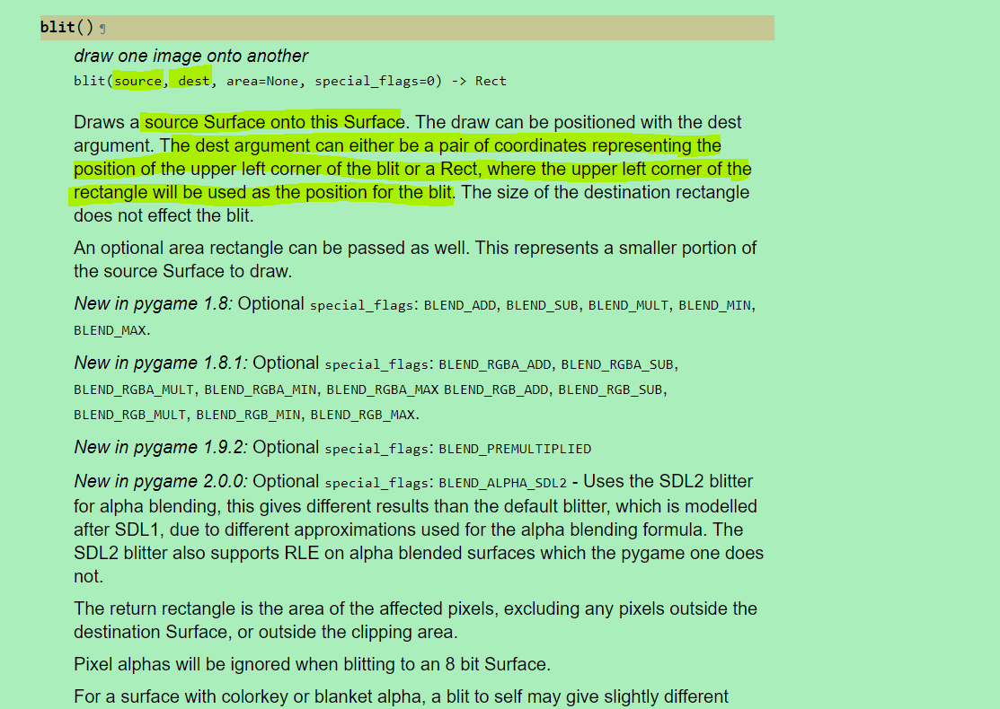 blit()¶
draw one image onto another
blit(source, dest, area=None, special_flags=0) -> Rect
Draws a source Surface onto this Surface. The draw can be positioned with the dest
argument. The dest argument can either be a pair of coordinates representing the
position of the upper left corner of the blit or a Rect, where the upper left corner of the
rectangle will be used as the position for the blit. The size of the destination rectangle
does not effect the blit.
An optional area rectangle can be passed as well. This represents a smaller portion of
the source Surface to draw.
New in pygame 1.8: Optional special_flags: BLEND_ADD, BLEND_SUB, BLEND_MULT, BLEND_MIN,
BLEND_MAX.
New in pygame 1.8.1: Optional special_flags: BLEND_RGBA_ADD, BLEND_RGBA_SUB,
BLEND_RGBA_MULT, BLEND_RGBA_MIN, BLEND_RGBA_MAX BLEND_RGB_ADD, BLEND_RGB_SUB,
BLEND_RGB_MULT, BLEND_RGB_MIN, BLEND_RGB_MAX.
New in pygame 1.9.2: Optional special_flags: BLEND_PREMULTIPLIED
New in pygame 2.0.0: Optional special_flags: BLEND_ALPHA_SDL2 - Uses the SDL2 blitter
for alpha blending, this gives different results than the default blitter, which is modelled
after SDL1, due to different approximations used for the alpha blending formula. The
SDL2 blitter also supports RLE on alpha blended surfaces which the pygame one does
not.
The return rectangle is the area of the affected pixels, excluding any pixels outside the
destination Surface, or outside the clipping area.
Pixel alphas will be ignored when blitting to an 8 bit Surface.
For a surface with colorkey or blanket alpha, a blit to self may give slightly different